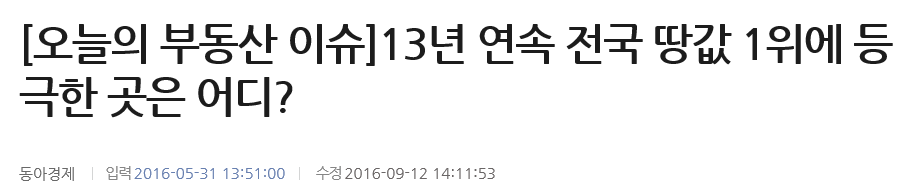 [오늘의 부동산 이슈]13년 연속 전국 땅값 1위에 등
극한 곳은 어디?
동아경제 | 입력 2016-05-31 13:51:00 | 수정 2016-09-12 14:11:53